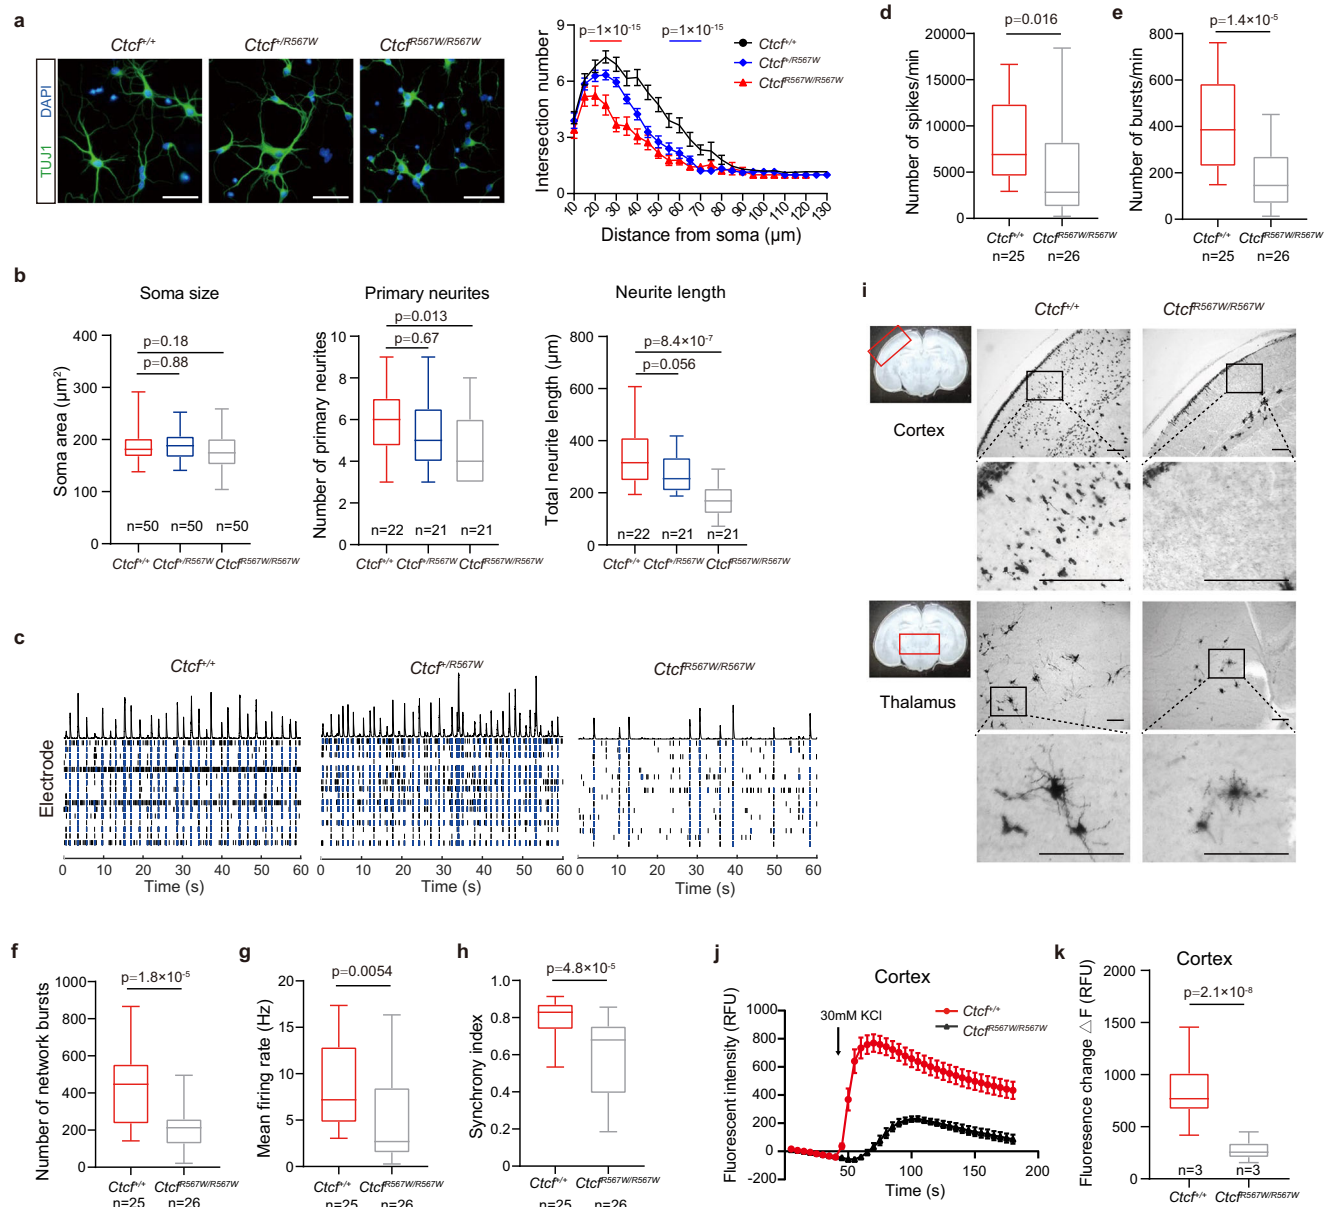 a
Ctcf+/+
Ctcf+/R567W
CtcfR567W/R567W
TUJ1 DAPI
Intersection number
9
6
3
0
p=1×10-15
p=1×10-15
Ctcf+/+
Ctcf+/R567W
CtcfR567W/R567W
10 20 30 40 50 60 70 80 90 100 110 120 130
Distance from soma (µm)
d
p=0.016
Number of spikes/min
20000
15000
10000
5000
0
Ctcf+/+ CtcfR567W/R567W
n=25 n=26
e
p=1.4×10-5
Number of bursts/min
800
600
400
200
0
Ctcf+/+ CtcfR567W/R567W
n=25 n=26
b
Soma size
Soma area (µm2)
400
300
200
100
0
p=0.18
p=0.88
n=50 n=50 n=50
Ctcf+/+ Ctcf+/R567W CtcfR567W/R567W
Primary neurites
Number of primary neurites
10
8
6
4
2
0
p=0.013
p=0.67
n=22 n=21 n=21
Ctcf+/+ Ctcf+/R567W CtcfR567W/R567W
Neurite length
Total neurite length (µm)
800
600
400
200
0
p=8.4×10-7
p=0.056
n=22 n=21 n=21
Ctcf+/+ Ctcf+/R567W CtcfR567W/R567W
i
Ctcf+/+
CtcfR567W/R567W
Cortex
Thalamus
c
Ctcf+/+
Ctcf+/R567W
CtcfR567W/R567W
Electrode
0 10 20 30 40 50 60
Time (s)
0 10 20 30 40 50 60
Time (s)
0 10 20 30 40 50 60
Time (s)
f
p=1.8×10-5
Number of network bursts
1000
800
600
400
200
0
Ctcf+/+ CtcfR567W/R567W
n=25 n=26
g
p=0.0054
Mean firing rate (Hz)
20
15
10
5
0
Ctcf+/+ CtcfR567W/R567W
n=25 n=26
h
p=4.8×10-5
Synchrony index
1.0
0.8
0.6
0.4
0.2
0
Ctcf+/+ CtcfR567W/R567W
n=25 n=26
j
Cortex
Fluorescent intensity (RFU)
1000
800
600
400
200
0
-200
30mM KCl
Ctcf+/+
CtcfR567W/R567W
50 100 150 200
Time (s)
k
Cortex
Fluoresence change △F (RFU)
2000
1500
1000
500
0
p=2.1×10-8
n=3 n=3
Ctcf+/+ CtcfR567W/R567W